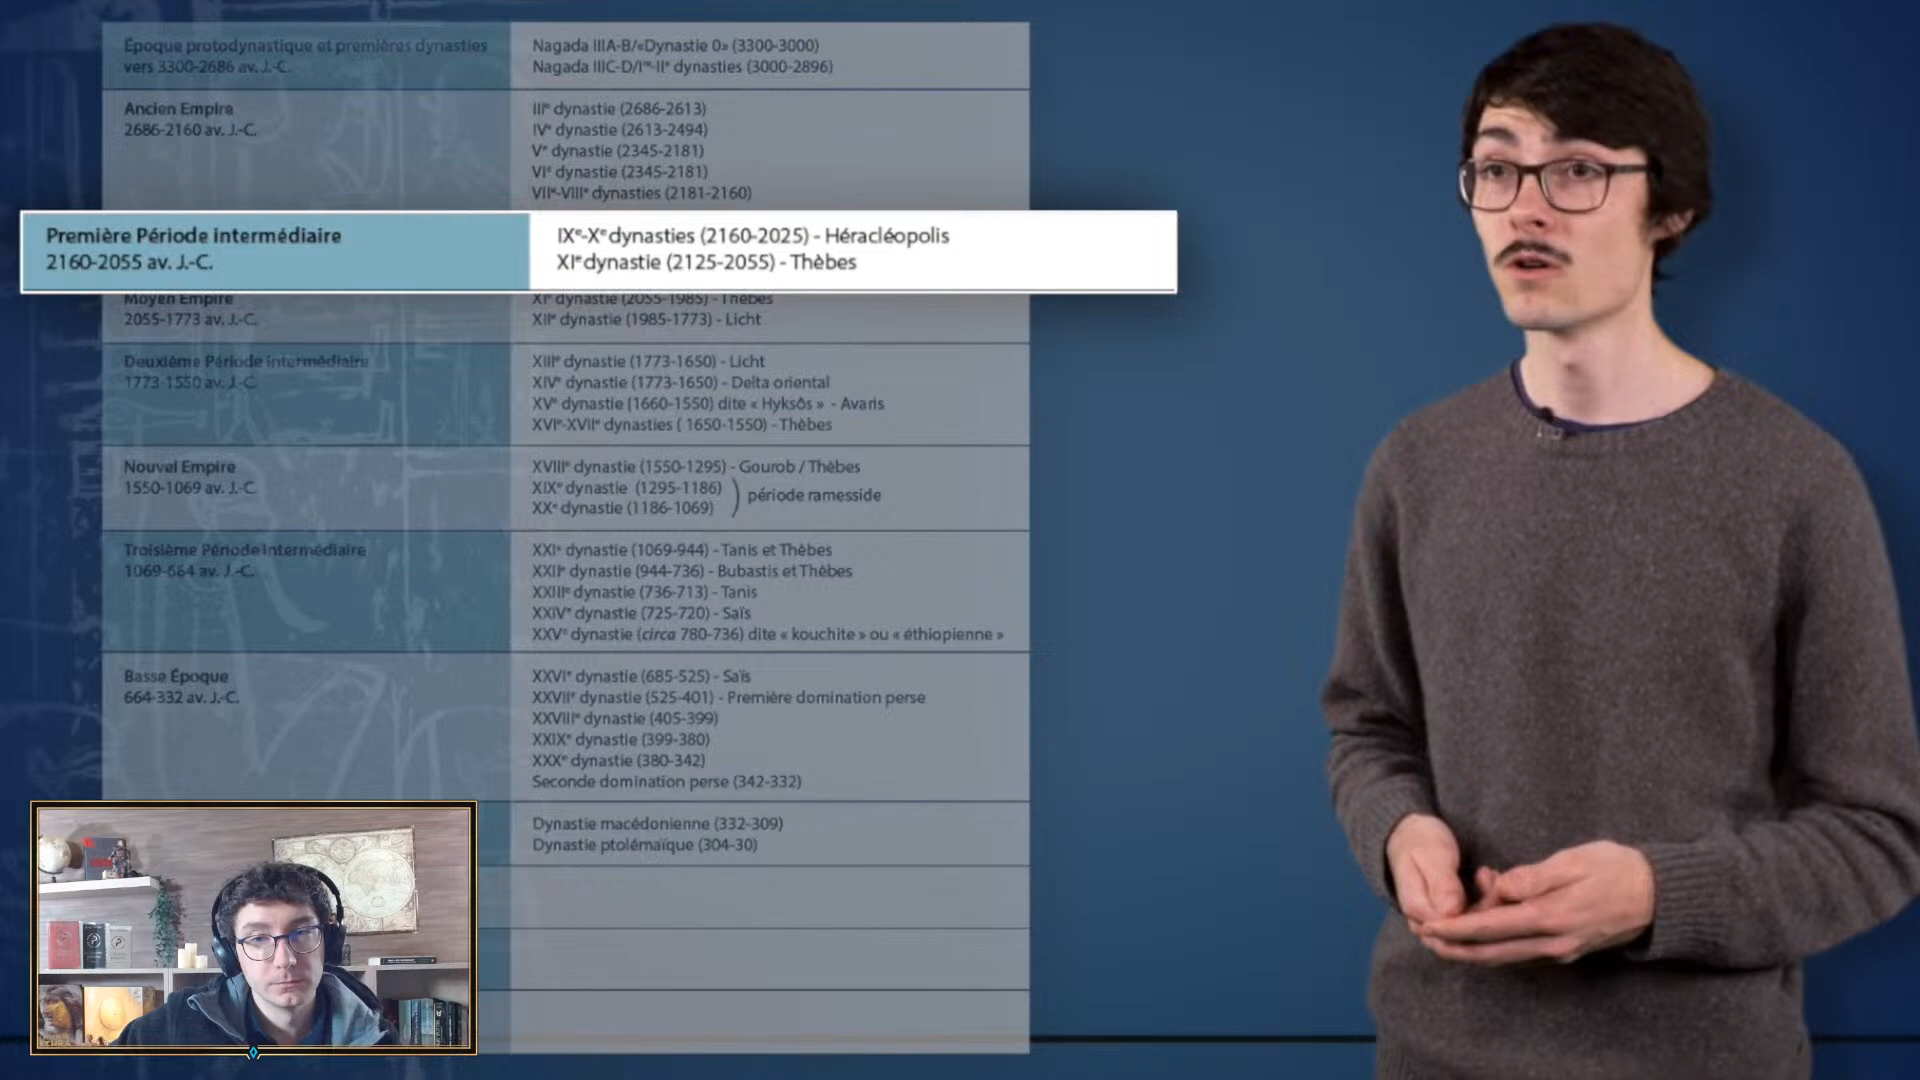 Époque protodynastique et premières dynasties
vers 3300-2686 av. J.-C.
Nagada IIIA-B/«Dynastie 0» (3300-3000)
Nagada IIIC-D/Iʳᵉ-IIᵉ dynasties (3000-2896)
Ancien Empire
2686-2160 av. J.-C.
IIIᵉ dynastie (2686-2613)
IVᵉ dynastie (2613-2494)
Vᵉ dynastie (2345-2181)
VIᵉ dynastie (2345-2181)
VIIᵉ-VIIIᵉ dynasties (2181-2160)
Première Période intermédiaire
2160-2055 av. J.-C.
IXᵉ-Xᵉ dynasties (2160-2025) - Héracléopolis
XIᵉ dynastie (2125-2055) - Thèbes
Moyen Empire
2055-1773 av. J.-C.
XIᵉ dynastie (2055-1985) - Thèbes
XIIᵉ dynastie (1985-1773) - Licht
Deuxième Période intermédiaire
1773-1550 av. J.-C.
XIIIᵉ dynastie (1773-1650) - Licht
XIVᵉ dynastie (1773-1650) - Delta oriental
XVᵉ dynastie (1660-1550) dite « Hyksôs » - Avaris
XVIᵉ-XVIIᵉ dynasties ( 1650-1550) - Thèbes
Nouvel Empire
1550-1069 av. J.-C.
XVIIIᵉ dynastie (1550-1295) - Gourob / Thèbes
XIXᵉ dynastie (1295-1186)
XXᵉ dynastie (1186-1069)
période ramesside
Troisième Période Intermédiaire
1069-664 av. J.-C.
XXIᵉ dynastie (1069-944) - Tanis et Thèbes
XXIIᵉ dynastie (944-736) - Bubastis et Thèbes
XXIIIᵉ dynastie (736-713) - Tanis
XXIVᵉ dynastie (725-720) - Saïs
XXVᵉ dynastie (circa 780-736) dite « kouchite » ou « éthiopienne »
Basse Époque
664-332 av. J.-C.
XXVIᵉ dynastie (685-525) - Saïs
XXVIIᵉ dynastie (525-401) - Première domination perse
XXVIIIᵉ dynastie (405-399)
XXIXᵉ dynastie (399-380)
XXXᵉ dynastie (380-342)
Seconde domination perse (342-332)
Dynastie macédonienne (332-309)
Dynastie ptolémaïque (304-30)